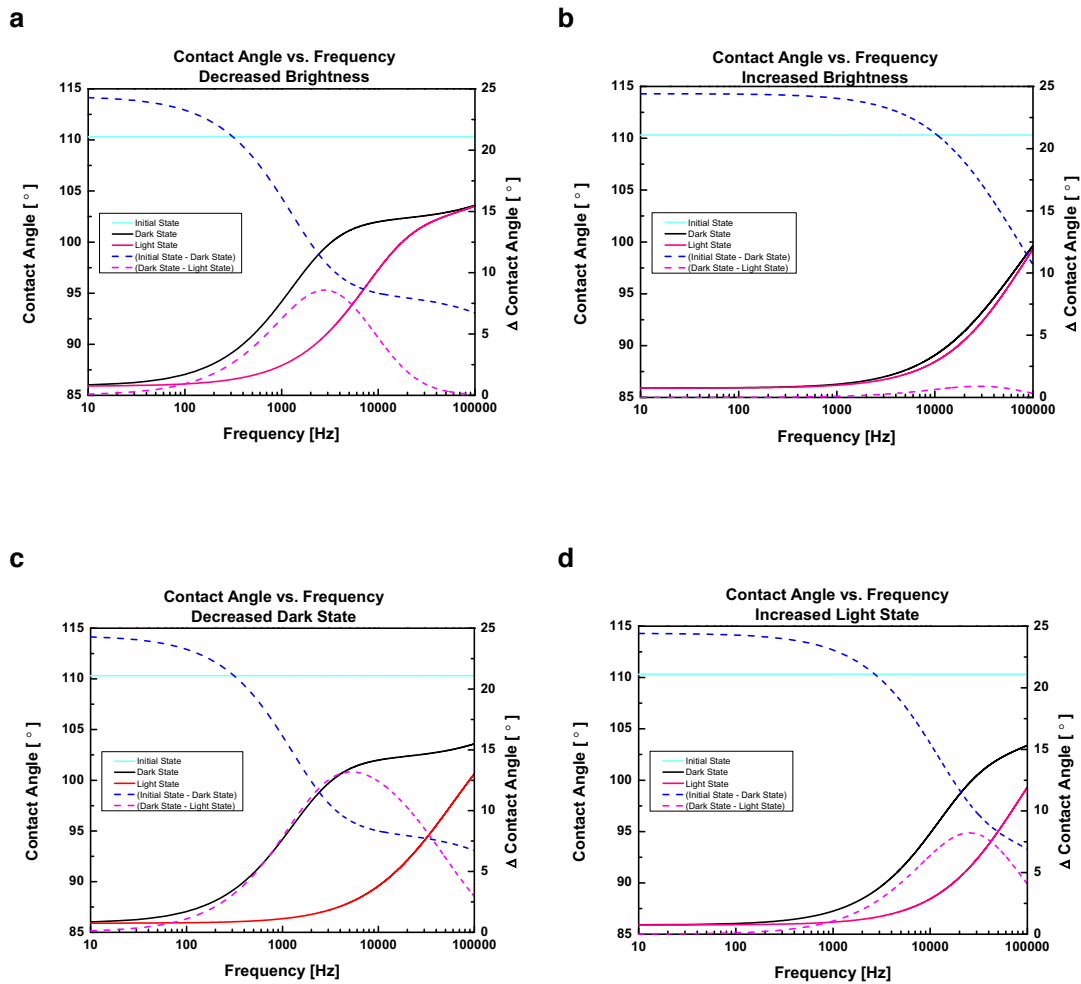 a
Contact Angle vs. Frequency
Decreased Brightness
115
110
105
100
95
90
85
25
20
15
10
5
0
Contact Angle [ ° ]
Δ Contact Angle [ ° ]
Initial State
Dark State
Light State
(Initial State - Dark State)
(Dark State - Light State)
10
100
1000
10000
100000
Frequency [Hz]
b
Contact Angle vs. Frequency
Increased Brightness
115
110
105
100
95
90
85
25
20
15
10
5
0
Contact Angle [ ° ]
Δ Contact Angle [ ° ]
Initial State
Dark State
Light State
(Initial State - Dark State)
(Dark State - Light State)
10
100
1000
10000
100000
Frequency [Hz]
c
Contact Angle vs. Frequency
Decreased Dark State
115
110
105
100
95
90
85
25
20
15
10
5
0
Contact Angle [ ° ]
Δ Contact Angle [ ° ]
Initial State
Dark State
Light State
(Initial State - Dark State)
(Dark State - Light State)
10
100
1000
10000
100000
Frequency [Hz]
d
Contact Angle vs. Frequency
Increased Light State
115
110
105
100
95
90
85
25
20
15
10
5
0
Contact Angle [ ° ]
Δ Contact Angle [ ° ]
Initial State
Dark State
Light State
(Initial State - Dark State)
(Dark State - Light State)
10
100
1000
10000
100000
Frequency [Hz]